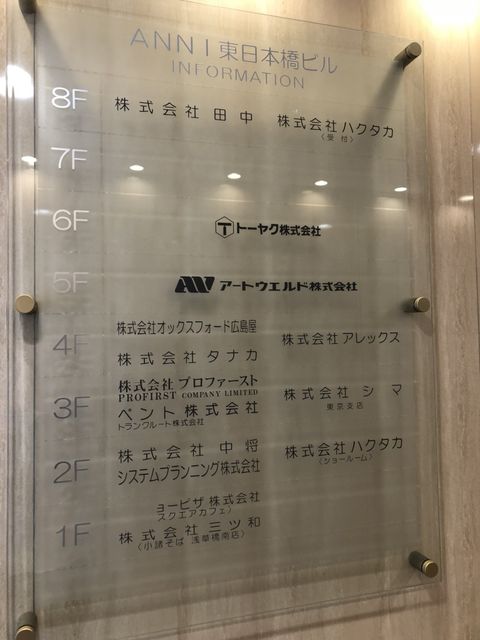 ANN I 東日本橋ビル
INFORMATION
8F 株式会社 田中 株式会社 ハクタカ
（受 付）
7F
6F トーヤク株式会社
5F AW アートウエルド株式会社
4F 株式会社オックスフォード広島屋 株式会社 アレックス
株式会社 タナカ
3F 株式会社 プロファースト 株式会社 シマ
PROFIRST COMPANY LIMITED 東京支店
ペント 株式会社
トランクルート株式会社
2F 株式会社 中将 株式会社 ハクタカ
システムプランニング株式会社 （ショールーム）
1F ヨービザ 株式会社
スクエアカフェ）
株式会社 三ツ和
（小諸そば 浅草橋南店）